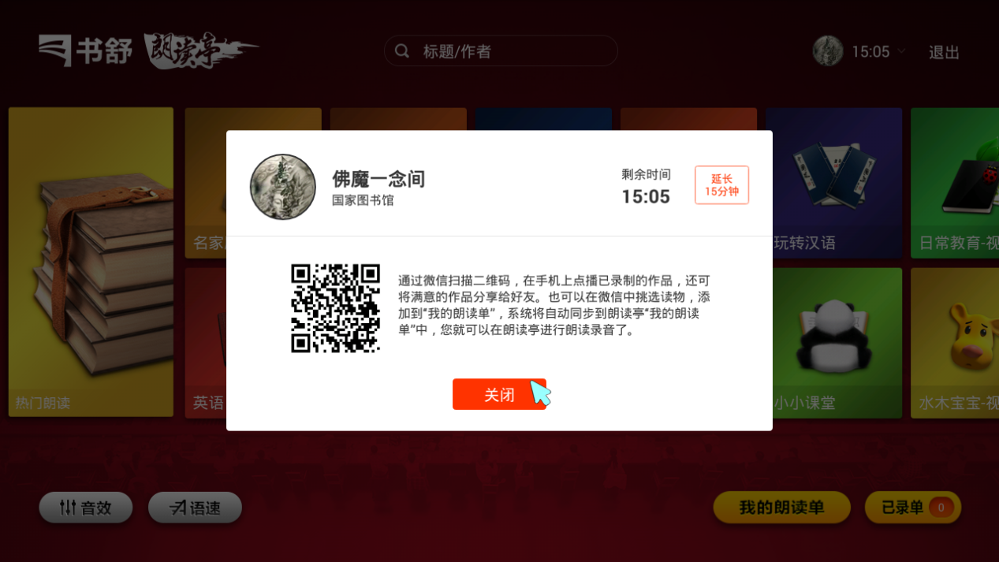 书舒 朗读亭
标题/作者
15:05
退出
佛魔一念间
国家图书馆
剩余时间
15:05
延长
15分钟
通过微信扫描二维码，在手机上点播已录制的作品，还可
将满意的作品分享给好友。也可以在微信中挑选读物，添
加到"我的朗读单"，系统将自动同步到朗读亭"我的朗读
单"中，您就可以在朗读亭进行朗读录音了。
关闭
名家
玩转汉语
日常教育-视
热门朗读
英语
小小课堂
水木宝宝-视
音效
语速
我的朗读单
已录单 0